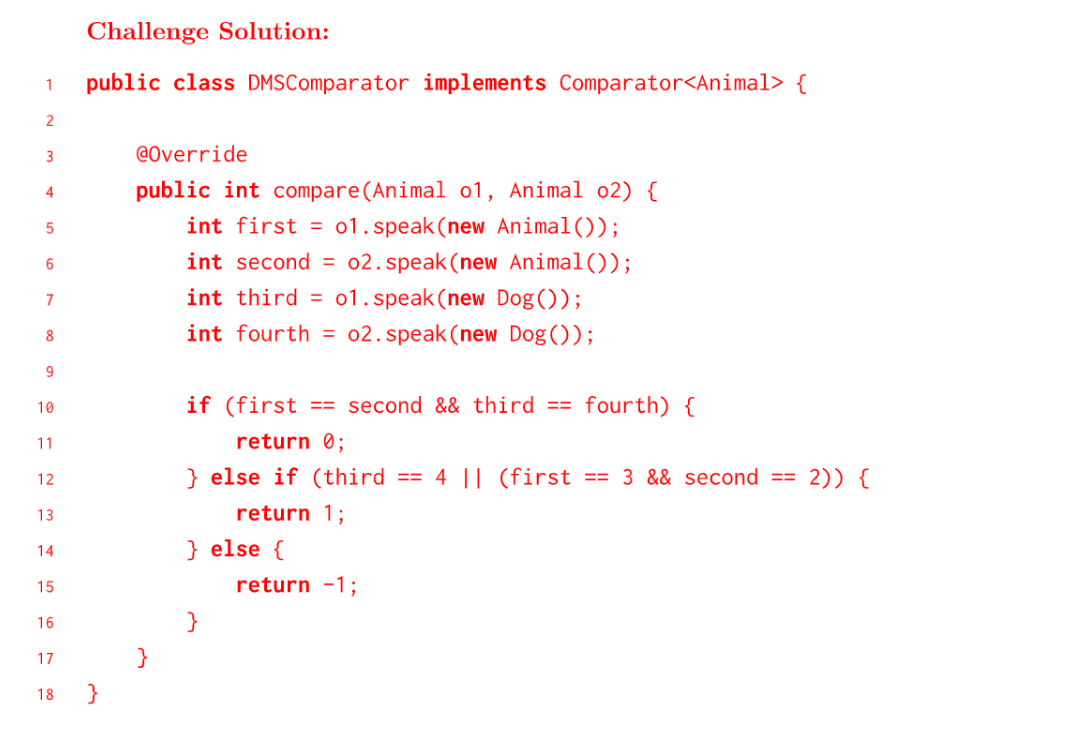 Challenge Solution:
1 public class DMSComparator implements Comparator<Animal> {
2
3     @Override
4     public int compare(Animal o1, Animal o2) {
5         int first = o1.speak(new Animal());
6         int second = o2.speak(new Animal());
7         int third = o1.speak(new Dog());
8         int fourth = o2.speak(new Dog());
9
10         if (first == second && third == fourth) {
11             return 0;
12         } else if (third == 4 || (first == 3 && second == 2)) {
13             return 1;
14         } else {
15             return -1;
16         }
17     }
18 }